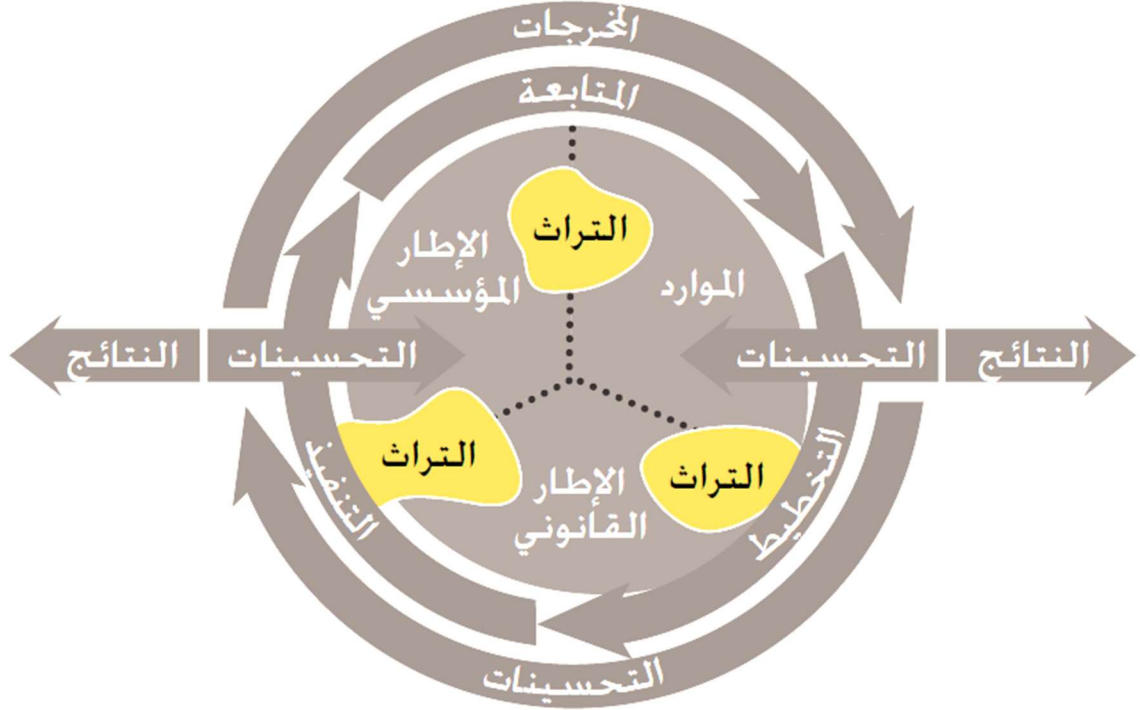 المخرجات
المتابعة
التراث
الإطار
المؤسسي
الموارد
النتائج
التحسينات
التحسينات
النتائج
التراث
التراث
الإطار
القانوني
التخطيط
التنفيذ
التحسينات